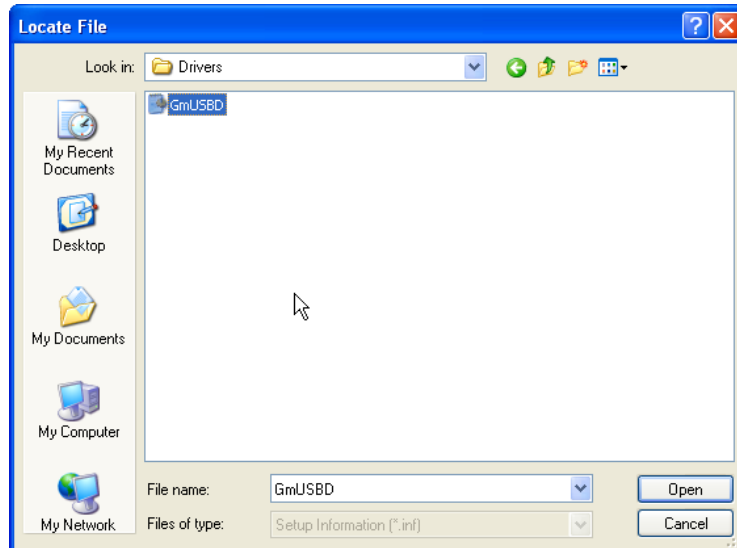 Locate File
Look in:
Drivers
GmUSBD
My Recent
Documents
Desktop
My Documents
My Computer
My Network
File name:
GmUSBD
Open
Files of type:
Setup Information (*.inf)
Cancel